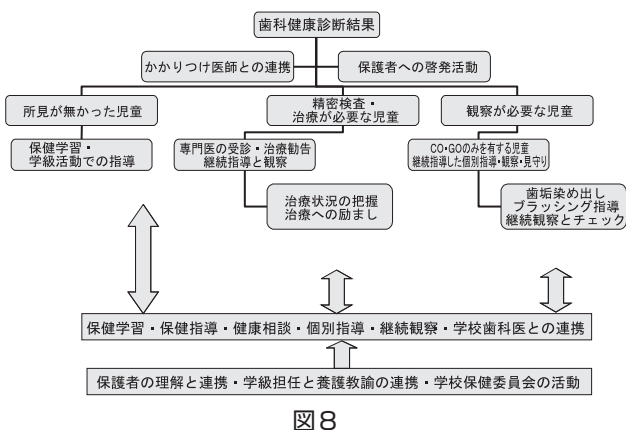 歯科健康診断結果
かかりつけ医師との連携
保護者への啓発活動
所見が無かった児童
精密検査・
治療が必要な児童
観察が必要な児童
保健学習・
学級活動での指導
専門医の受診・治療勧告
継続指導と観察
CO・GOのみを有する児童
継続指導した個別指導・観察・見守り
治療状況の把握
治療への励まし
歯垢染め出し
ブラッシング指導
継続観察とチェック
保健学習・保健指導・健康相談・個別指導・継続観察・学校歯科医との連携
保護者の理解と連携・学級担任と養護教諭の連携・学校保健委員会の活動
図8